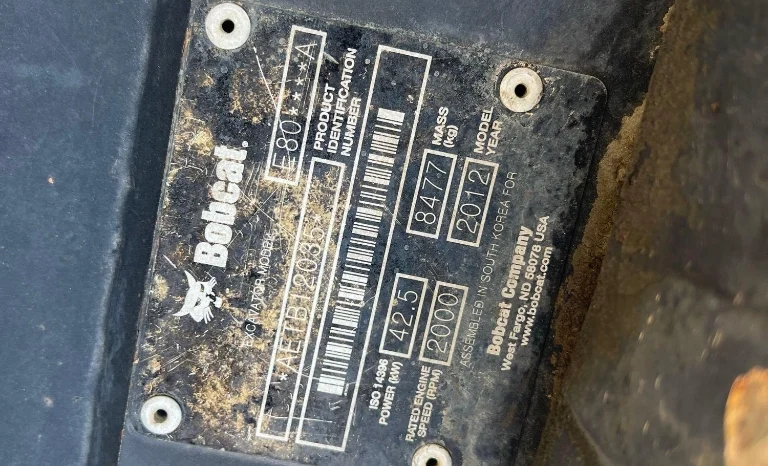 Bobcat.
EXCAVATOR MODEL
E80****A
PRODUCT
IDENTIFICATION
NUMBER
ISO 14396
POWER (kW)
42.5
MASS
(kg)
8477
RATED ENGINE
SPEED (RPM)
2000
MODEL
YEAR
2012
ASSEMBLED IN SOUTH KOREA FOR
Bobcat Company
West Fargo, ND 58078 USA
www.bobcat.com